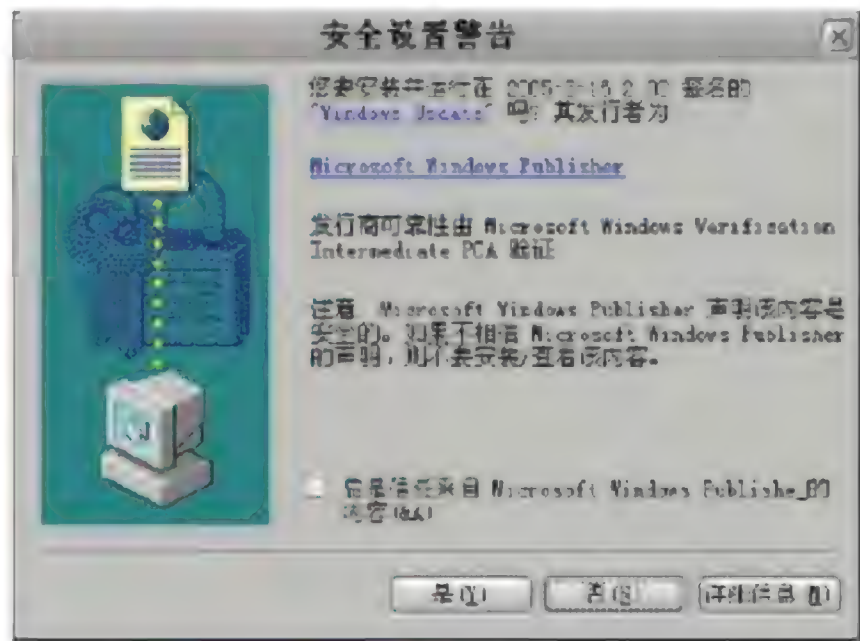 安全设置警告
您要安装并运行在 签名的
"Windows Update" 吗? 其发行者为
Microsoft Windows Publisher
发行商可靠性由 Microsoft Windows Verification
Intermediate PCA 验证
注意: Microsoft Windows Publisher 声明该内容是
安全的。如果不相信 Microsoft Windows Publisher
的声明,则不要安装/查看该内容。
总是信任来自 Microsoft Windows Publisher 的
内容(&A)
是(Y) 否(N) 详细信息(M)